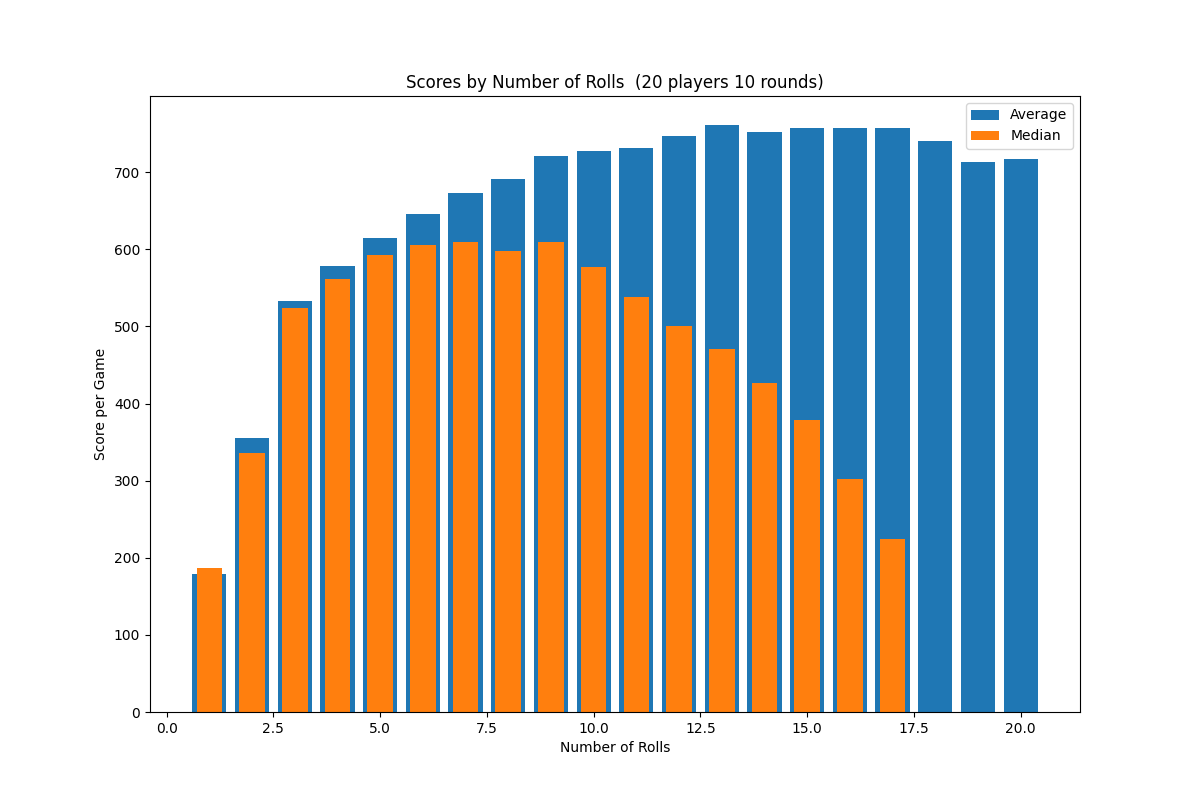 Scores by Number of Rolls  (20 players 10 rounds)
Average
Median
700
600
500
400
300
200
100
0
Score per Game
0.0 2.5 5.0 7.5 10.0 12.5 15.0 17.5 20.0
Number of Rolls